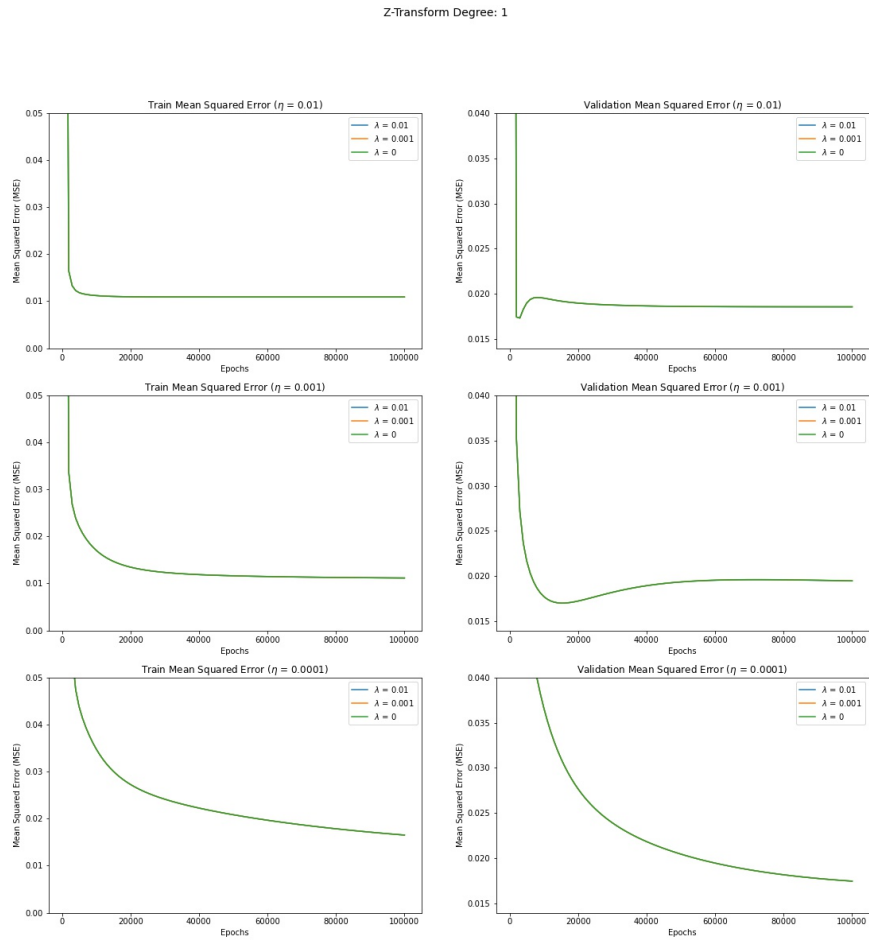 Z-Transform Degree: 1
Train Mean Squared Error (η = 0.01)
Mean Squared Error (MSE)
0.05
0.04
0.03
0.02
0.01
0.00
λ = 0.01
λ = 0.001
λ = 0
0
20000
40000
60000
80000
100000
Epochs
Validation Mean Squared Error (η = 0.01)
Mean Squared Error (MSE)
0.040
0.035
0.030
0.025
0.020
0.015
λ = 0.01
λ = 0.001
λ = 0
0
20000
40000
60000
80000
100000
Epochs
Train Mean Squared Error (η = 0.001)
Mean Squared Error (MSE)
0.05
0.04
0.03
0.02
0.01
0.00
λ = 0.01
λ = 0.001
λ = 0
0
20000
40000
60000
80000
100000
Epochs
Validation Mean Squared Error (η = 0.001)
Mean Squared Error (MSE)
0.040
0.035
0.030
0.025
0.020
0.015
λ = 0.01
λ = 0.001
λ = 0
0
20000
40000
60000
80000
100000
Epochs
Train Mean Squared Error (η = 0.0001)
Mean Squared Error (MSE)
0.05
0.04
0.03
0.02
0.01
0.00
λ = 0.01
λ = 0.001
λ = 0
0
20000
40000
60000
80000
100000
Epochs
Validation Mean Squared Error (η = 0.0001)
Mean Squared Error (MSE)
0.040
0.035
0.030
0.025
0.020
0.015
λ = 0.01
λ = 0.001
λ = 0
0
20000
40000
60000
80000
100000
Epochs